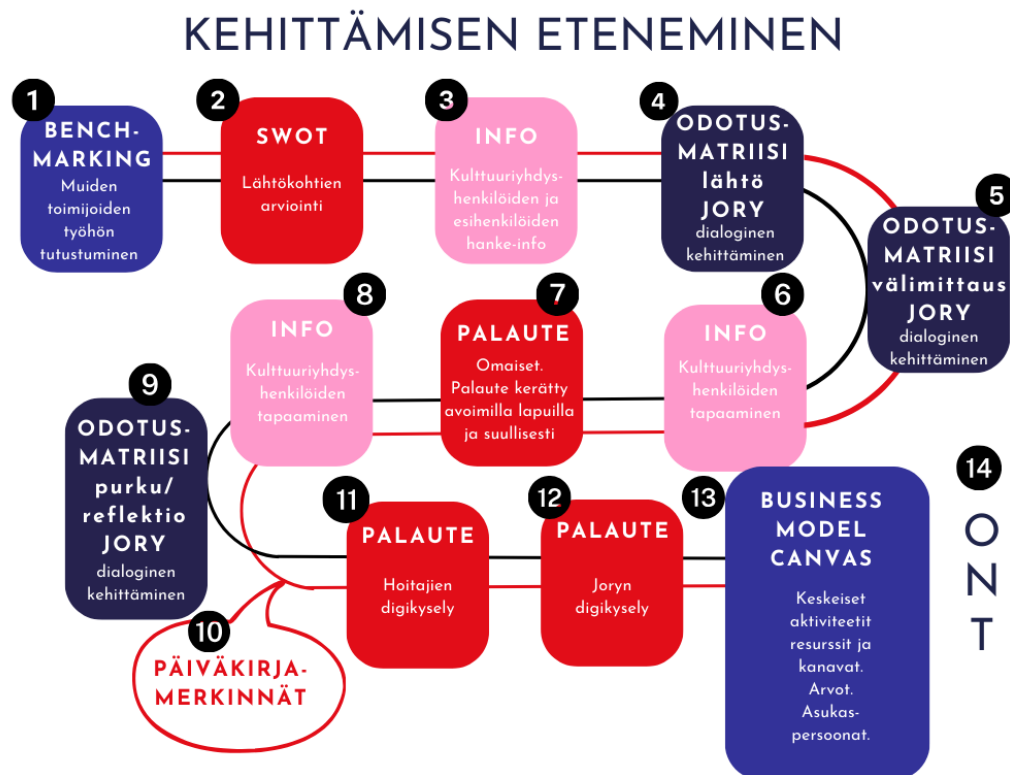 KEHITTÄMISEN ETENEMINEN
1
BENCH-
MARKING
Muiden
toimijoiden
työhön
tutustuminen
2
SWOT
Lähtökohtien
arviointi
3
INFO
Kulttuuriyhdys-
henkilöiden ja
esihenkilöiden
hanke-info
4
ODOTUS-
MATRIISI
lähtö
JORY
dialoginen
kehittäminen
5
ODOTUS-
MATRIISI
välimittaus
JORY
dialoginen
kehittäminen
6
INFO
Kulttuuriyhdys-
henkilöiden
tapaaminen
7
PALAUTE
Omaiset.
Palaute kerätty
avoimilla lapuilla
ja suullisesti
8
INFO
Kulttuuriyhdys-
henkilöiden
tapaaminen
9
ODOTUS-
MATRIISI
purku/
reflektio
JORY
dialoginen
kehittäminen
10
PÄIVÄKIRJA-
MERKINNÄT
11
PALAUTE
Hoitajien
digikysely
12
PALAUTE
Joryn
digikysely
13
BUSINESS
MODEL
CANVAS
Keskeiset
aktiviteetit
resurssit ja
kanavat.
Arvot.
Asukas-
persoonat.
14
O
N
T